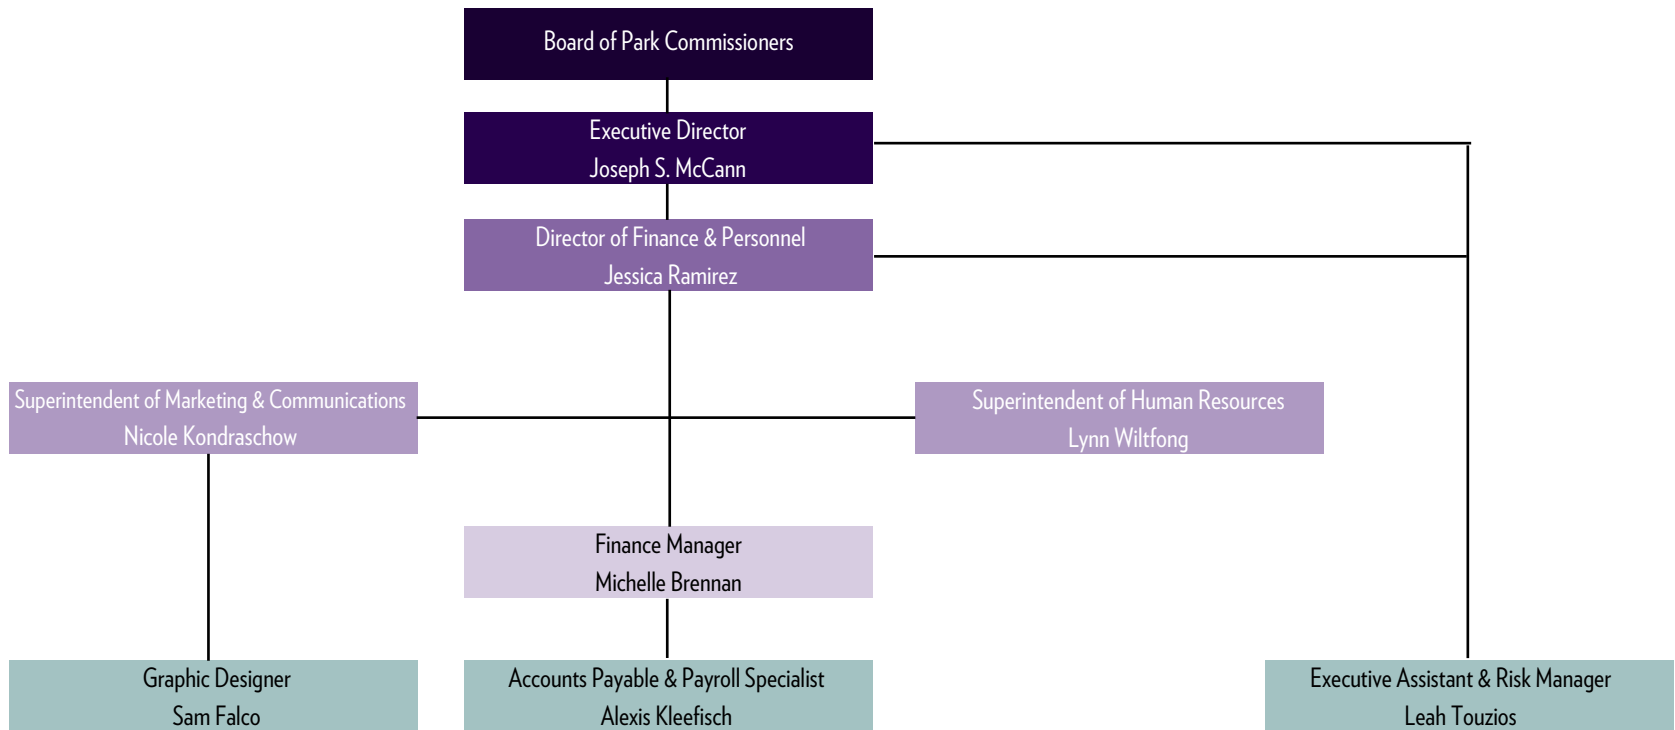 Board of Park Commissioners
Executive Director
Joseph S. McCann
Director of Finance & Personnel
Jessica Ramirez
Superintendent of Marketing & Communications
Nicole Kondraschow
Superintendent of Human Resources
Lynn Wiltfong
Finance Manager
Michelle Brennan
Graphic Designer
Sam Falco
Accounts Payable & Payroll Specialist
Alexis Kleefisch
Executive Assistant & Risk Manager
Leah Touzios